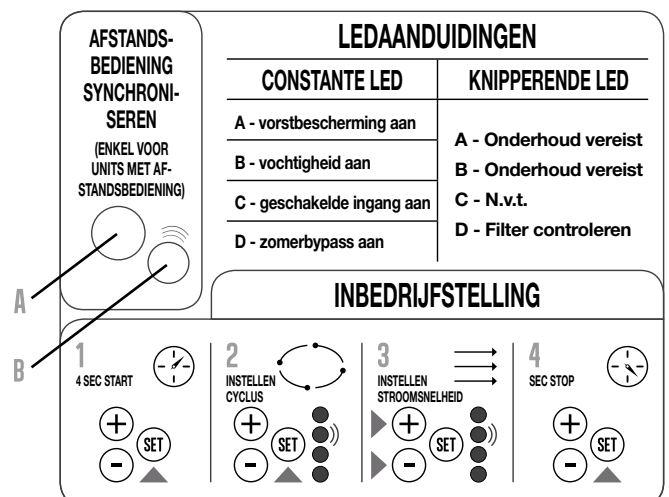 AFSTANDS-
BEDIENING
SYNCHRONI-
SEREN
(ENKEL VOOR
UNITS MET AF-
STANDSBEDIENING)
A
B
LEDAANDUIDINGEN
CONSTANTE LED
A - vorstbescherming aan
B - vochtigheid aan
C - geschakelde ingang aan
D - zomerbypass aan
KNIPPERENDE LED
A - Onderhoud vereist
B - Onderhoud vereist
C - N.v.t.
D - Filter controleren
INBEDRIJFSTELLING
1
4 SEC START
+
SET
-
2
INSTELLEN
CYCLUS
+
SET
-
3
INSTELLEN
STROOMSNELHEID
+
SET
-
4
SEC STOP
+
SET
-